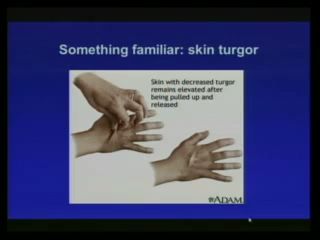 Something familiar: skin turgor
Skin with decreased turgor
remains elevated after
being pulled up and
released
ADAM